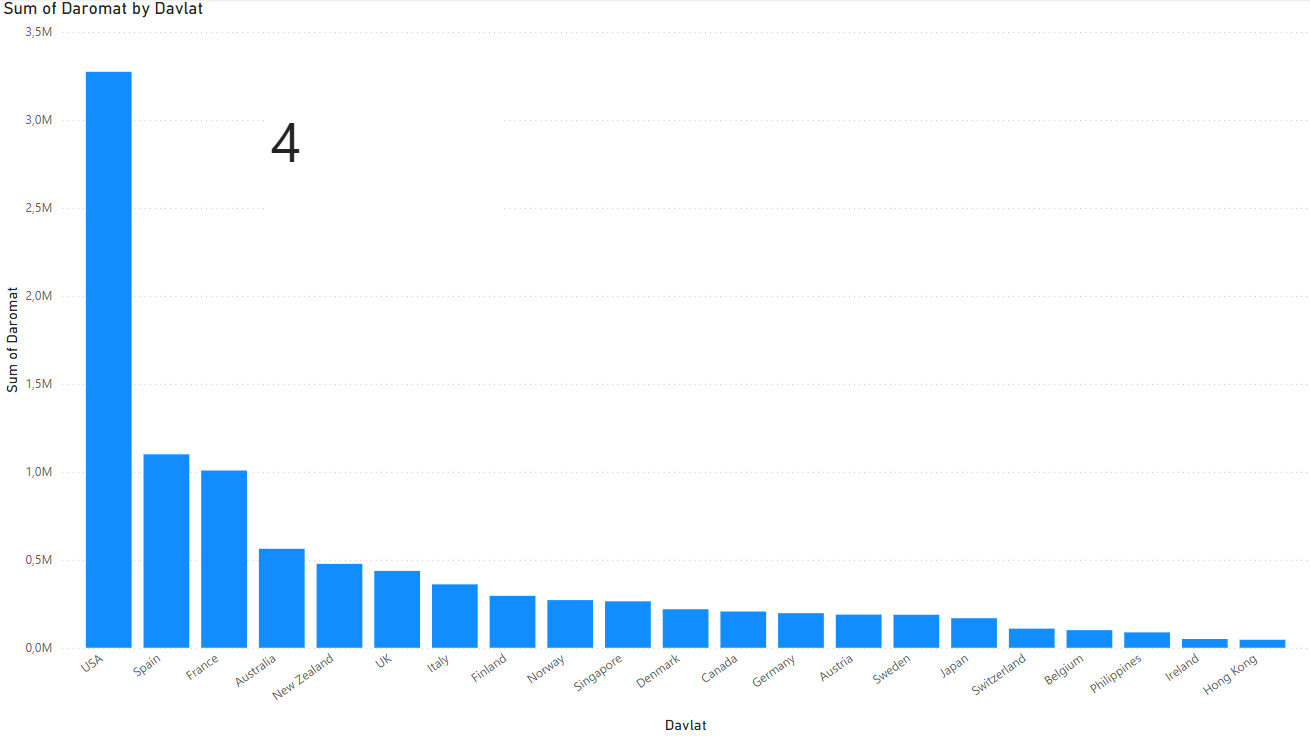 Sum of Daromat by Davlat
3,5M
3,0M
2,5M
2,0M
1,5M
1,0M
0,5M
0,0M
Sum of Daromat
4
USA
Spain
France
Australia
New Zealand
UK
Italy
Finland
Norway
Singapore
Denmark
Canada
Germany
Austria
Sweden
Japan
Switzerland
Belgium
Philippines
Ireland
Hong Kong
Davlat